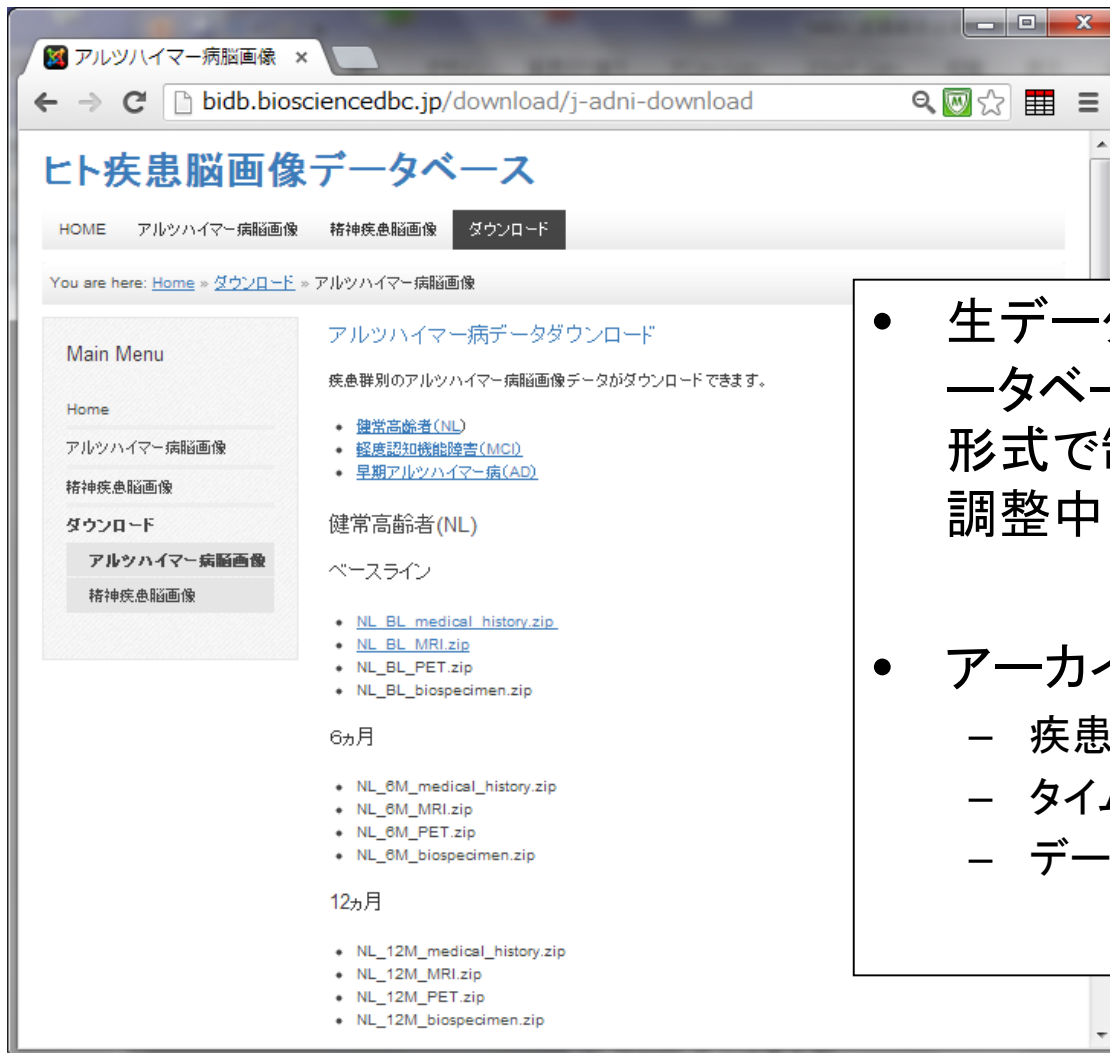 アルツハイマー病脳画像 ×
bidb.biosciencedbc.jp/download/j-adni-download
ヒト疾患脳画像データベース
HOME アルツハイマー病脳画像 精神疾患脳画像 ダウンロード
You are here: Home » ダウンロード » アルツハイマー病脳画像
Main Menu
Home
アルツハイマー病脳画像
精神疾患脳画像
ダウンロード
アルツハイマー病脳画像
精神疾患脳画像
アルツハイマー病データダウンロード
疾患群別のアルツハイマー病脳画像データがダウンロードできます。
• 健常高齢者(NL)
• 軽度認知機能障害(MCI)
• 早期アルツハイマー病(AD)
健常高齢者(NL)
ベースライン
• NL_BL_medical_history.zip
• NL_BL_MRI.zip
• NL_BL_PET.zip
• NL_BL_biospecimen.zip
6ヵ月
• NL_6M_medical_history.zip
• NL_6M_MRI.zip
• NL_6M_PET.zip
• NL_6M_biospecimen.zip
12ヵ月
• NL_12M_medical_history.zip
• NL_12M_MRI.zip
• NL_12M_PET.zip
• NL_12M_biospecimen.zip
• 生デー
ータベー
形式で
調整中
• アーカイ
– 疾患
– タイ
– デー